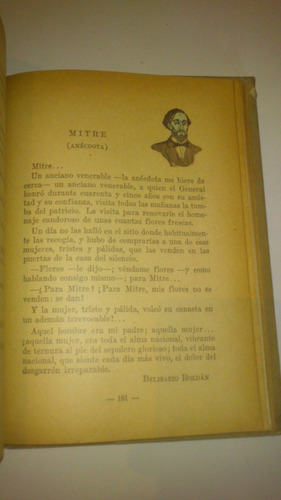 MITRE
(ANÉCDOTA)
Mitre...
Un anciano venerable —la anécdota me hiere de
cerca— un anciano venerable, a quien el General
honró durante cuarenta y cinco años con su amis-
tad y su confianza, visita todas las mañanas la tum-
ba del patricio. La visita para renovarle el home-
naje candoroso de unas cuantas flores frescas.
Un día no las halló en el sitio donde habitualmen-
te las recogía, y hubo de comprarlas a una de esas
mujeres, tristes y pálidas, que las venden en las
puertas de la casa del silencio.
—Flores —le dijo—; véndame flores —y como
hablando consigo mismo—; para Mitre.
—¡Para Mitre! ¡Para Mitre, mis flores no se
venden: se dan!
Y la mujer, triste y pálida, volcó su canasta en
un ademán irrevocable!...
Aquel hombre era mi padre; aquella mujer...
¡aquella mujer, era toda el alma nacional, vibrante
de ternura al pie del sepulcro glorioso; toda el alma
nacional, que siente cada día más vivo, el dolor del
desgarrón irreparable.
BELISARIO ROLDÁN
— 181 —